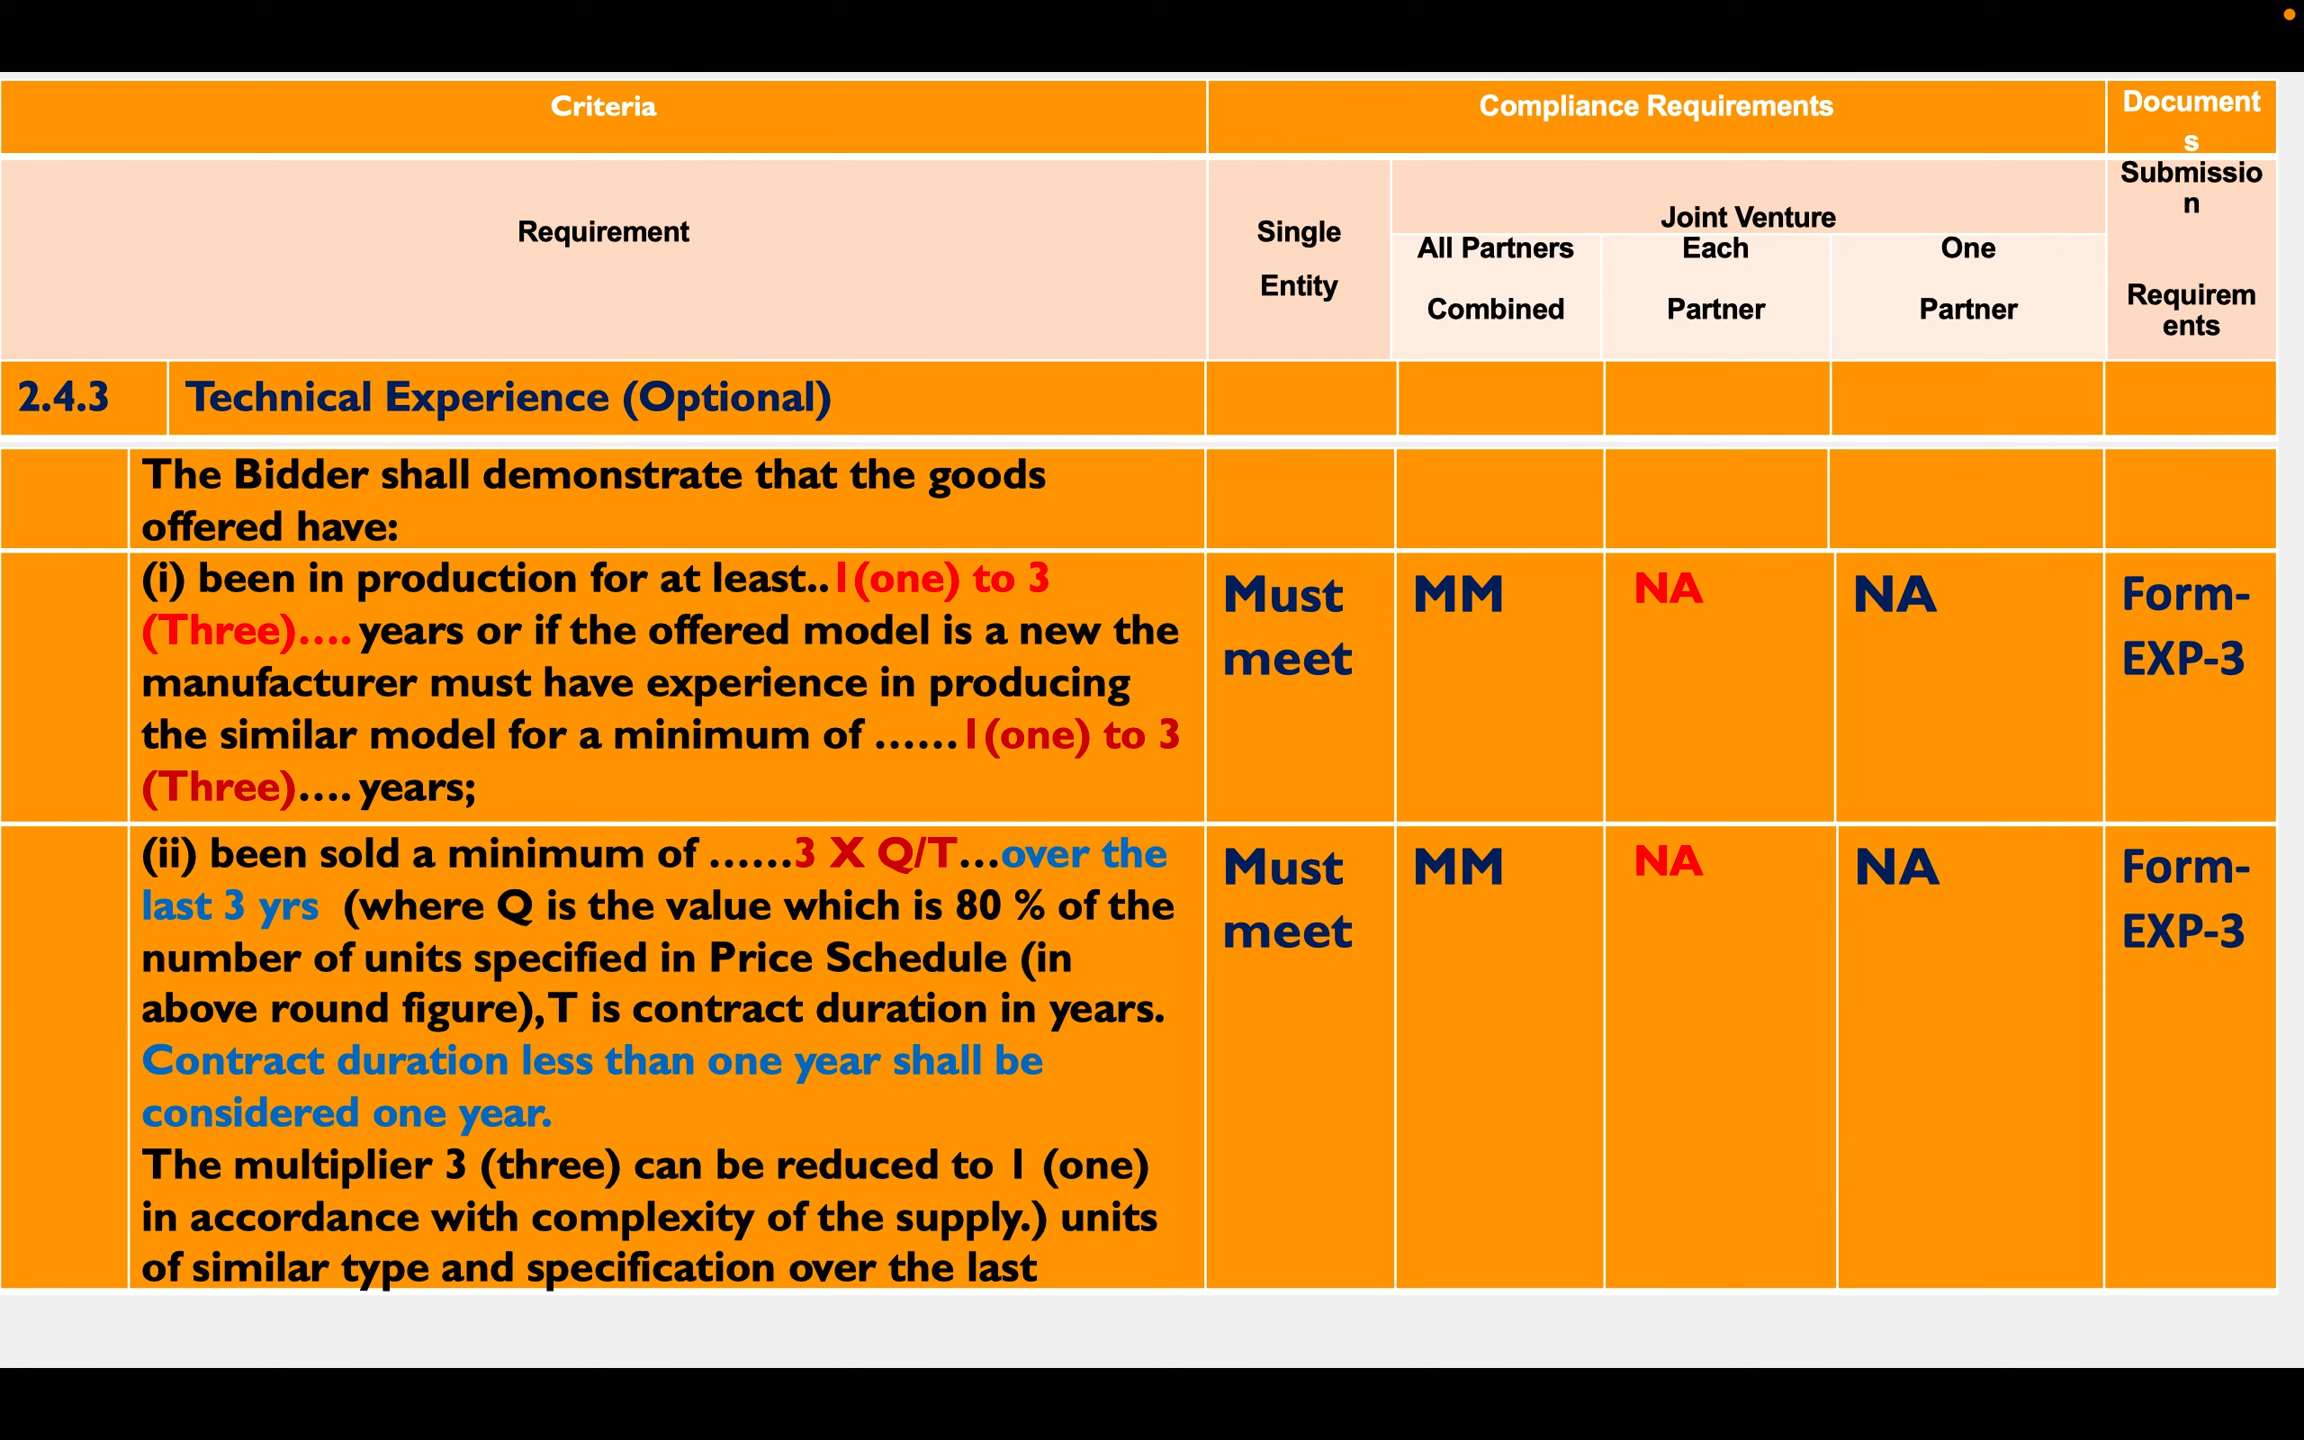 Criteria
Compliance Requirements
Document
s
Requirement
Single
Entity
Joint Venture
All Partners
Combined
Each
Partner
One
Partner
Submissio
n
Requirem
ents
2.4.3
Technical Experience (Optional)
The Bidder shall demonstrate that the goods
offered have:
(i) been in production for at least..1(one) to 3
(Three).... years or if the offered model is a new the
manufacturer must have experience in producing
the similar model for a minimum of ......1(one) to 3
(Three).... years;
Must
meet
MM
NA
NA
Form-
EXP-3
(ii) been sold a minimum of ......3 X Q/T...over the
last 3 yrs (where Q is the value which is 80 % of the
number of units specified in Price Schedule (in
above round figure),T is contract duration in years.
Contract duration less than one year shall be
considered one year.
The multiplier 3 (three) can be reduced to 1 (one)
in accordance with complexity of the supply.) units
of similar type and specification over the last
Must
meet
MM
NA
NA
Form-
EXP-3